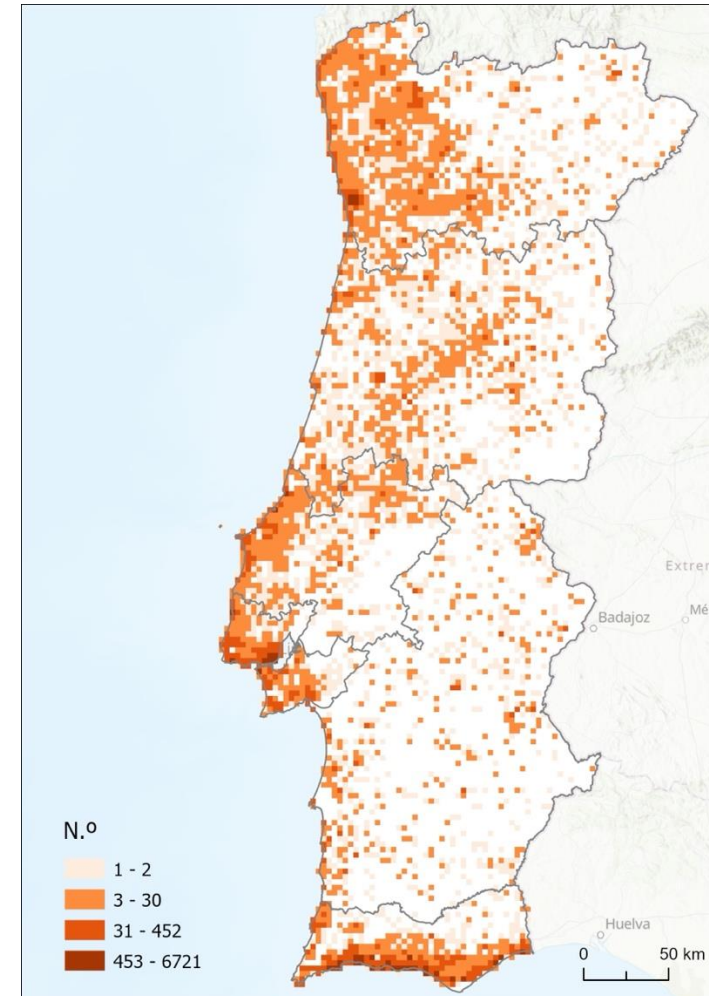 Extrem
Badajoz
Mé
Huelva
N.º
1 - 2
3 - 30
31 - 452
453 - 6721
0 50 km